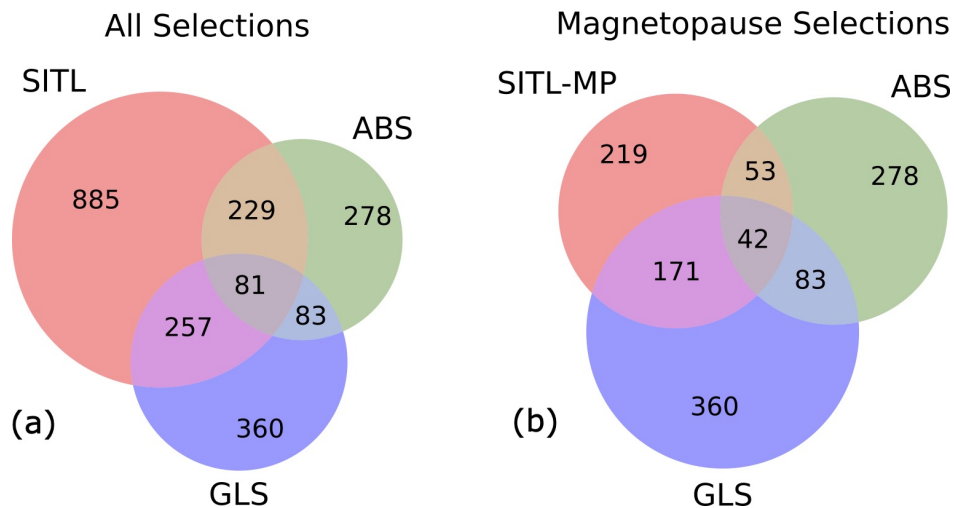 All Selections
SITL
ABS
885
229
278
81
257
83
360
(a)
GLS
Magnetopause Selections
SITL-MP
ABS
219
53
278
42
171
83
360
(b)
GLS